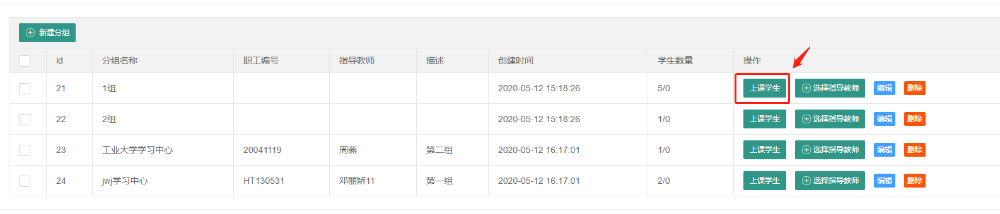 新建分组
id 分组名称 职工编号 指导教师 描述 创建时间 学生数量 操作
21 1组 2020-05-12 15:18:26 5/0 上课学生 选择指导教师 编辑 删除
22 2组 2020-05-12 15:18:26 1/0 上课学生 选择指导教师 编辑 删除
23 工业大学学习中心 20041119 周燕 第二组 2020-05-12 16:17:01 1/0 上课学生 选择指导教师 编辑 删除
24 jwj学习中心 HT130531 邓丽娇11 第一组 2020-05-12 16:17:01 2/0 上课学生 选择指导教师 编辑 删除